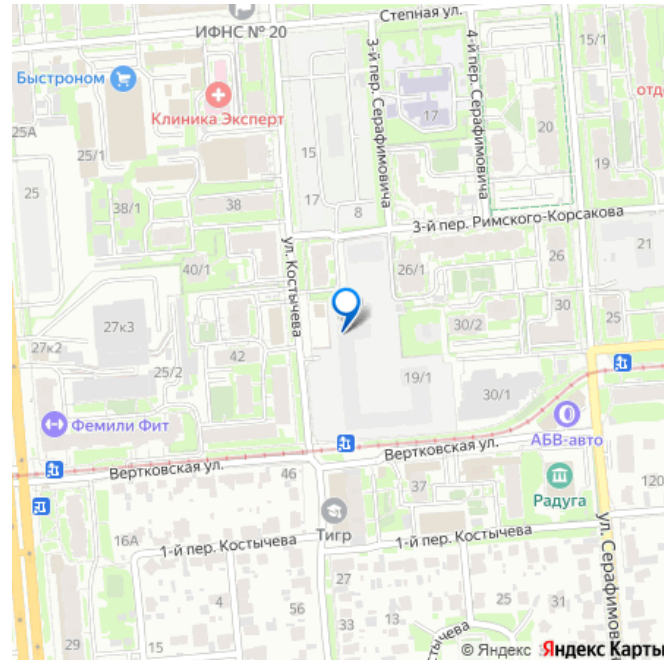 Степная ул.
ИФНС № 20
Быстроном
Клиника Эксперт
3-й пер. Серафимовича
4-й пер. Серафимовича
15/1
отде
25А
25/1
15
17
20
19
25
38/1
38
17
8
3-й пер. Римского-Корсакова
21
ул. Костычева
40/1
26/1
26
30
25
27к3
27к2
42
30/2
25/2
19/1
30/1
Фемили Фит
АБВ-авто
Вертковская ул.
Вертковская ул.
46
37
Радуга
120
16А
Тигр
1-й пер. Костычева
1-й пер. Костычева
ул. Серафимов
27
4
56
25
31
33
29
15
Костычева
© Яндекс
Яндекс Карты